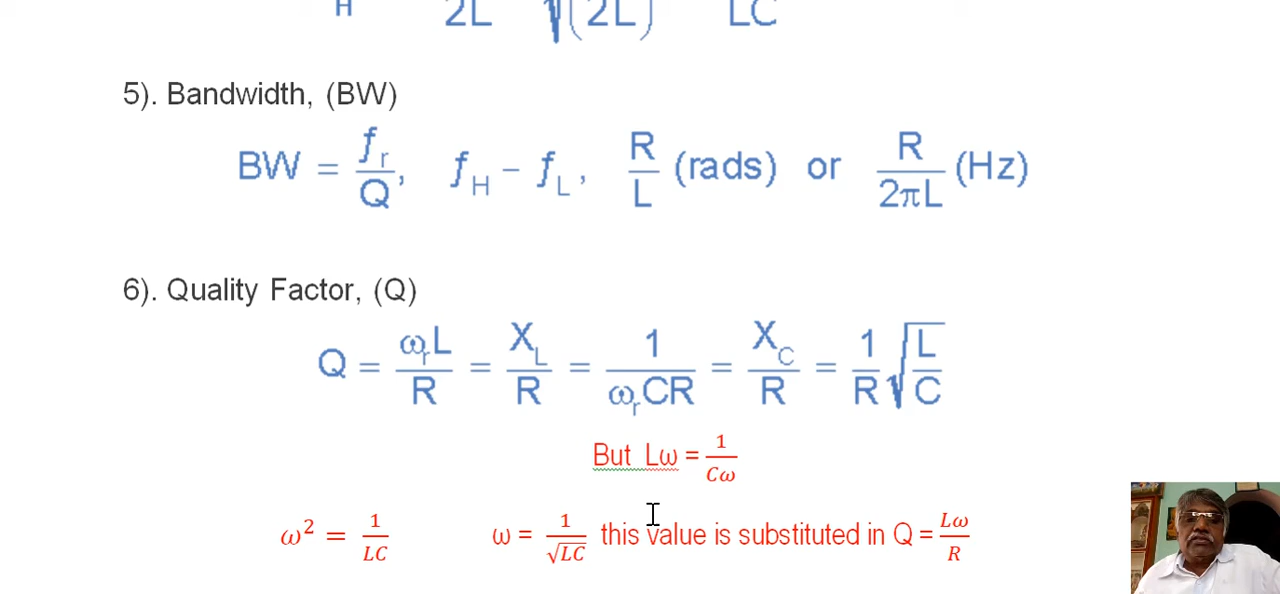 H 2L √(2L) LC
5). Bandwidth, (BW)
BW = fr/Q, fH − fL, R/L (rads) or R/2πL (Hz)
6). Quality Factor, (Q)
Q = ωrL/R = XL/R = 1/ωrCR = XC/R = 1/R √L/C
But Lω = 1/Cω
ω² = 1/LC ω = 1/√LC this value is substituted in Q = Lω/R